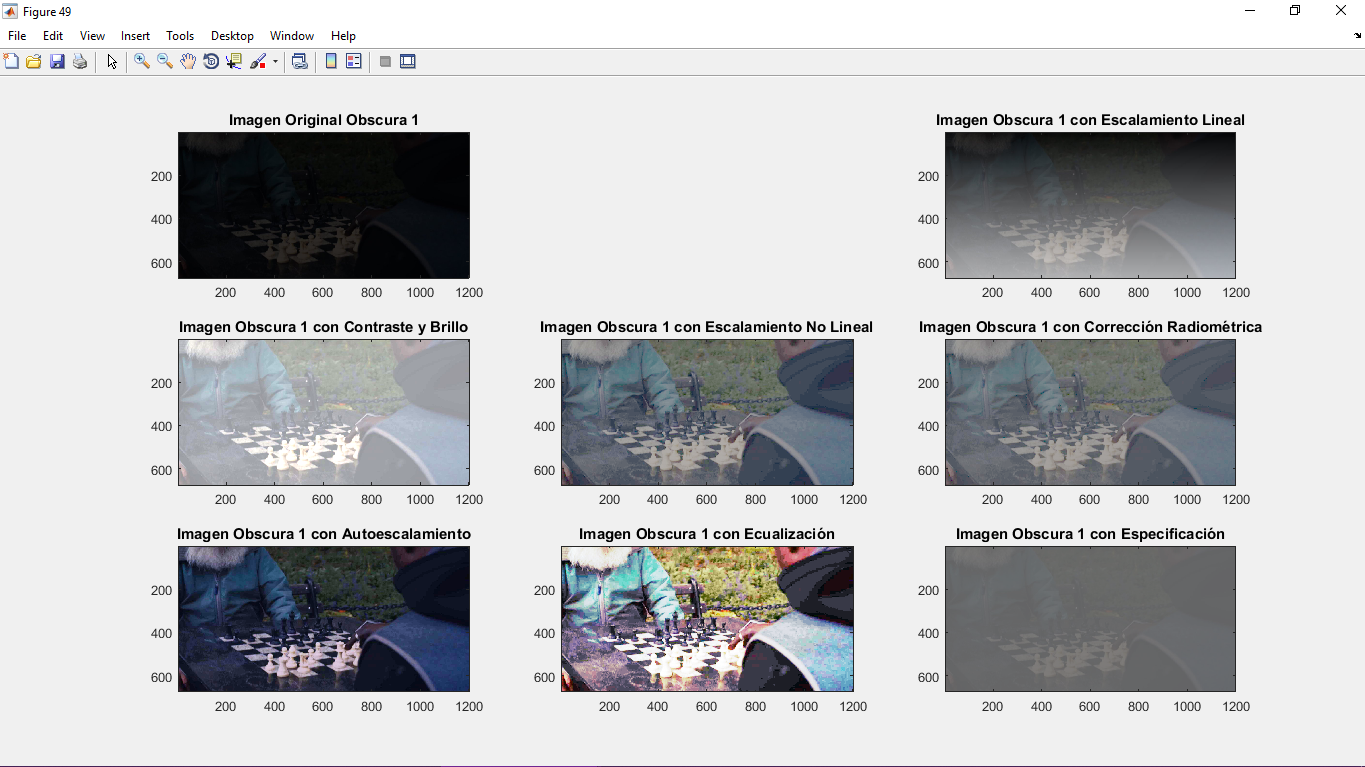 Figure 49
File Edit View Insert Tools Desktop Window Help
Imagen Original Obscura 1
200
400
600
200 400 600 800 1000 1200
Imagen Obscura 1 con Escalamiento Lineal
200
400
600
200 400 600 800 1000 1200
Imagen Obscura 1 con Contraste y Brillo
200
400
600
200 400 600 800 1000 1200
Imagen Obscura 1 con Escalamiento No Lineal
200
400
600
200 400 600 800 1000 1200
Imagen Obscura 1 con Corrección Radiométrica
200
400
600
200 400 600 800 1000 1200
Imagen Obscura 1 con Autoescalamiento
200
400
600
200 400 600 800 1000 1200
Imagen Obscura 1 con Ecualización
200
400
600
200 400 600 800 1000 1200
Imagen Obscura 1 con Especificación
200
400
600
200 400 600 800 1000 1200